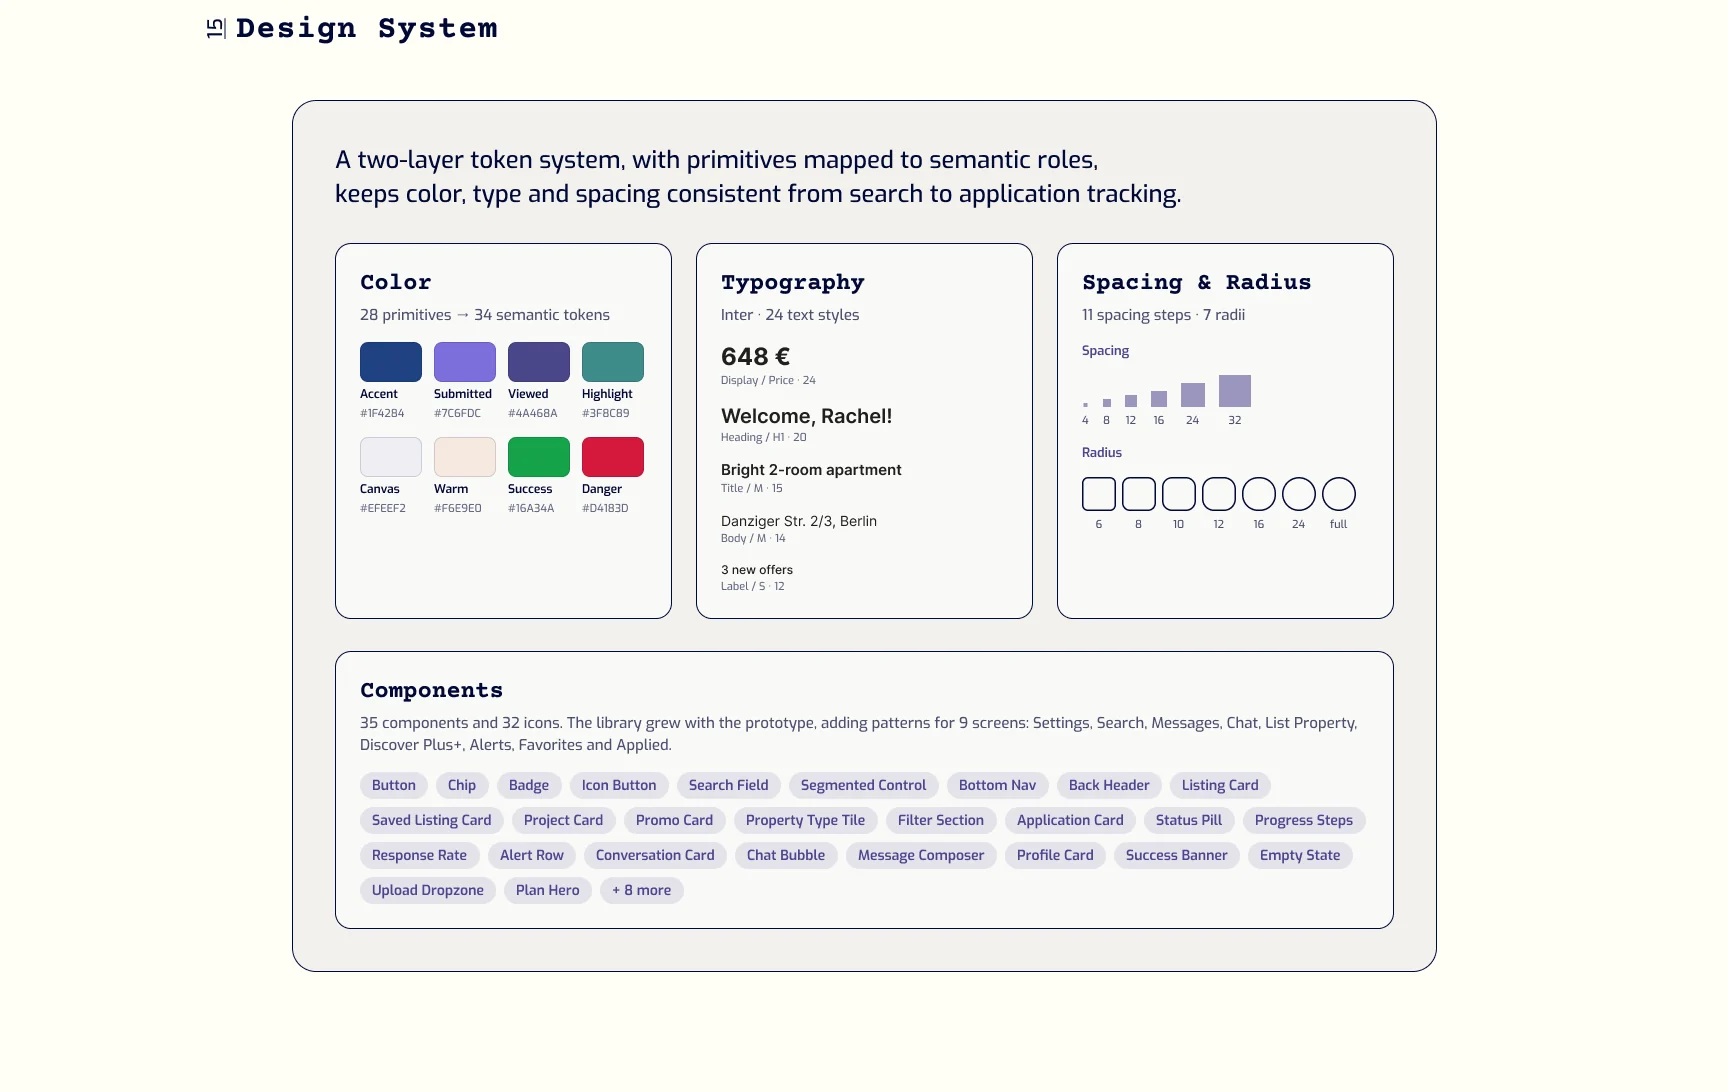 15 Design System
A two-layer token system, with primitives mapped to semantic roles,
keeps color, type and spacing consistent from search to application tracking.
Color
28 primitives → 34 semantic tokens
Accent Submitted Viewed Highlight
#1F4284 #7C6FDC #4A468A #3F8C89
Canvas Warm Success Danger
#EFEEF2 #F6E9E0 #16A34A #D4183D
Typography
Inter · 24 text styles
648 €
Display / Price · 24
Welcome, Rachel!
Heading / H1 · 20
Bright 2-room apartment
Title / M · 15
Danziger Str. 2/3, Berlin
Body / M · 14
3 new offers
Label / S · 12
Spacing & Radius
11 spacing steps · 7 radii
Spacing
4 8 12 16 24 32
Radius
6 8 10 12 16 24 full
Components
35 components and 32 icons. The library grew with the prototype, adding patterns for 9 screens: Settings, Search, Messages, Chat, List Property,
Discover Plus+, Alerts, Favorites and Applied.
Button Chip Badge Icon Button Search Field Segmented Control Bottom Nav Back Header Listing Card
Saved Listing Card Project Card Promo Card Property Type Tile Filter Section Application Card Status Pill Progress Steps
Response Rate Alert Row Conversation Card Chat Bubble Message Composer Profile Card Success Banner Empty State
Upload Dropzone Plan Hero + 8 more